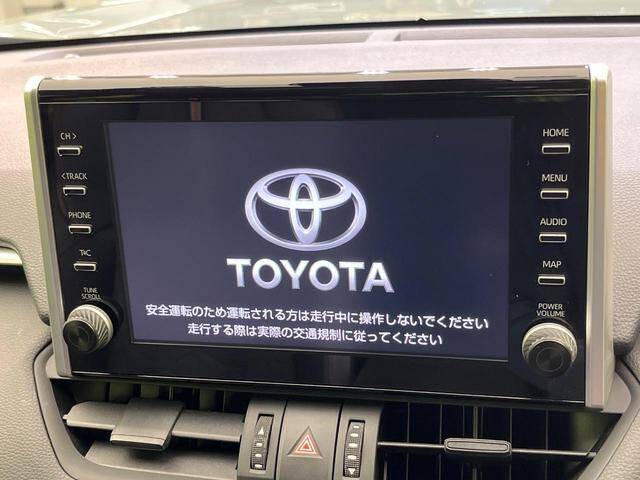 CH >
< TRACK
PHONE
T/C
TUNE
SCROLL
TOYOTA
安全運転のため運転される方は走行中に操作しないでください
走行する際は実際の交通規制に従ってください
HOME
MENU
AUDIO
MAP
POWER
VOLUME